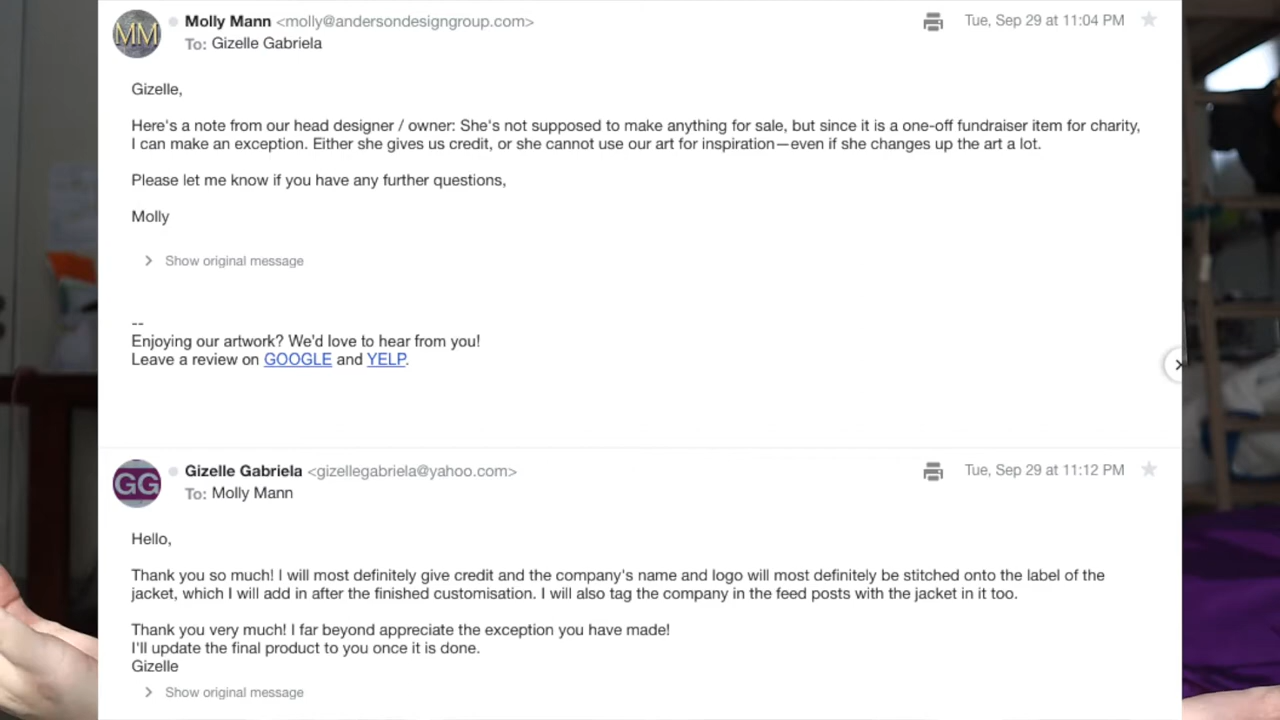 MM
Molly Mann <molly@andersondesigngroup.com>
Tue, Sep 29 at 11:04 PM
To: Gizelle Gabriela
Gizelle,
Here's a note from our head designer / owner: She's not supposed to make anything for sale, but since it is a one-off fundraiser item for charity,
I can make an exception. Either she gives us credit, or she cannot use our art for inspiration—even if she changes up the art a lot.
Please let me know if you have any further questions,
Molly
Show original message
--
Enjoying our artwork? We'd love to hear from you!
Leave a review on GOOGLE and YELP.
GG
Gizelle Gabriela <gizellegabriela@yahoo.com>
Tue, Sep 29 at 11:12 PM
To: Molly Mann
Hello,
Thank you so much! I will most definitely give credit and the company's name and logo will most definitely be stitched onto the label of the
jacket, which I will add in after the finished customisation. I will also tag the company in the feed posts with the jacket in it too.
Thank you very much! I far beyond appreciate the exception you have made!
I'll update the final product to you once it is done.
Gizelle
Show original message